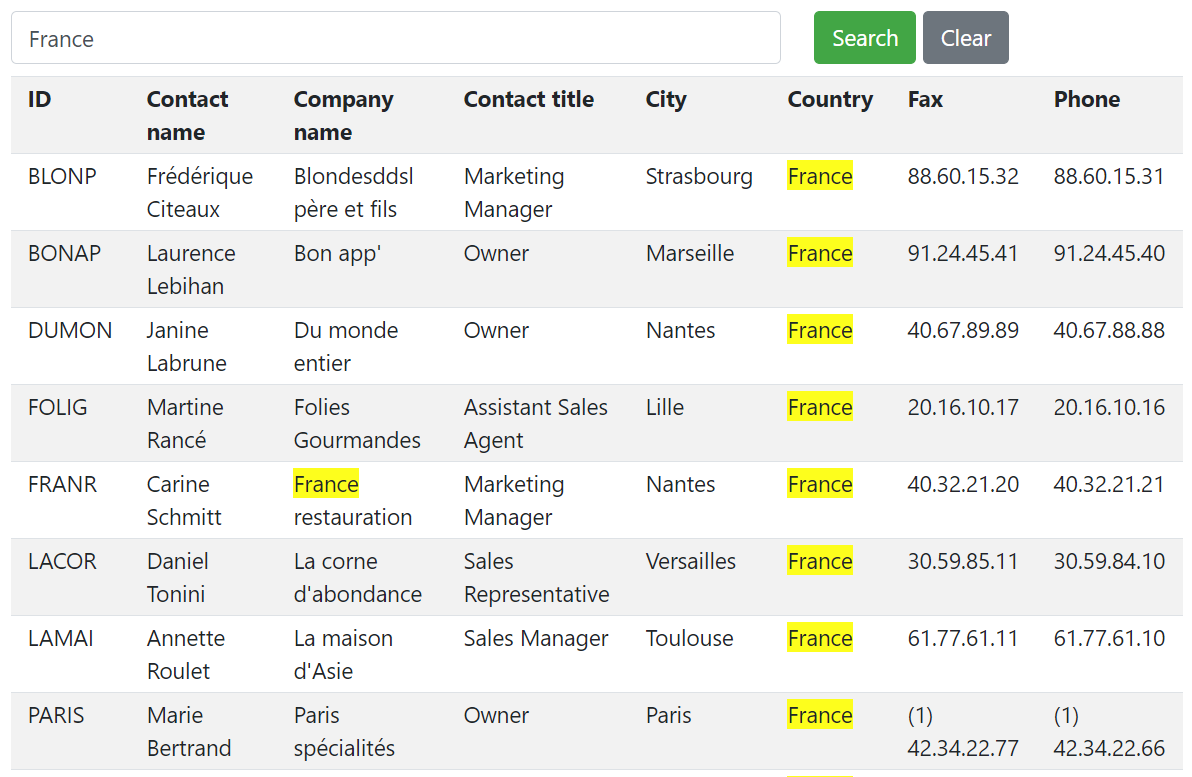 France Search Clear
ID Contact name Company name Contact title City Country Fax Phone
BLONP Frédérique Citeaux Blondesddsl père et fils Marketing Manager Strasbourg France 88.60.15.32 88.60.15.31
BONAP Laurence Lebihan Bon app' Owner Marseille France 91.24.45.41 91.24.45.40
DUMON Janine Labrune Du monde entier Owner Nantes France 40.67.89.89 40.67.88.88
FOLIG Martine Rancé Folies Gourmandes Assistant Sales Agent Lille France 20.16.10.17 20.16.10.16
FRANR Carine Schmitt France restauration Marketing Manager Nantes France 40.32.21.20 40.32.21.21
LACOR Daniel Tonini La corne d'abondance Sales Representative Versailles France 30.59.85.11 30.59.84.10
LAMAI Annette Roulet La maison d'Asie Sales Manager Toulouse France 61.77.61.11 61.77.61.10
PARIS Marie Bertrand Paris spécialités Owner Paris France (1) 42.34.22.77 (1) 42.34.22.66